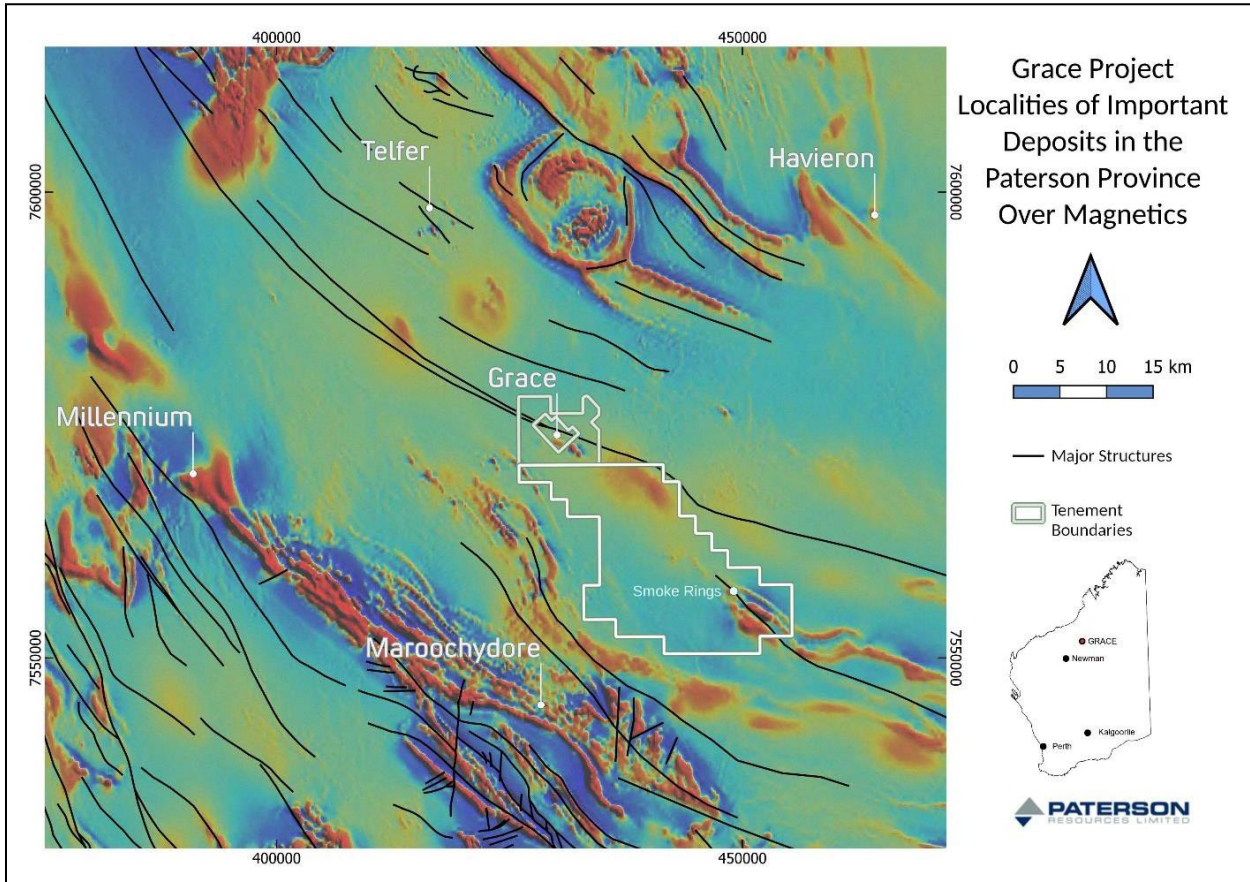 400000
450000
Grace Project
Localities of Important
Deposits in the
Paterson Province
Over Magnetics
Telfer
Havieron
7600000
7600000
0 5 10 15 km
Grace
Millennium
Major Structures
Tenement
Boundaries
Smoke Rings
GRACE
Newman
Maroochydore
7550000
7550000
Kalgoorlie
Perth
PATERSON
RESOURCES LIMITED
400000
450000